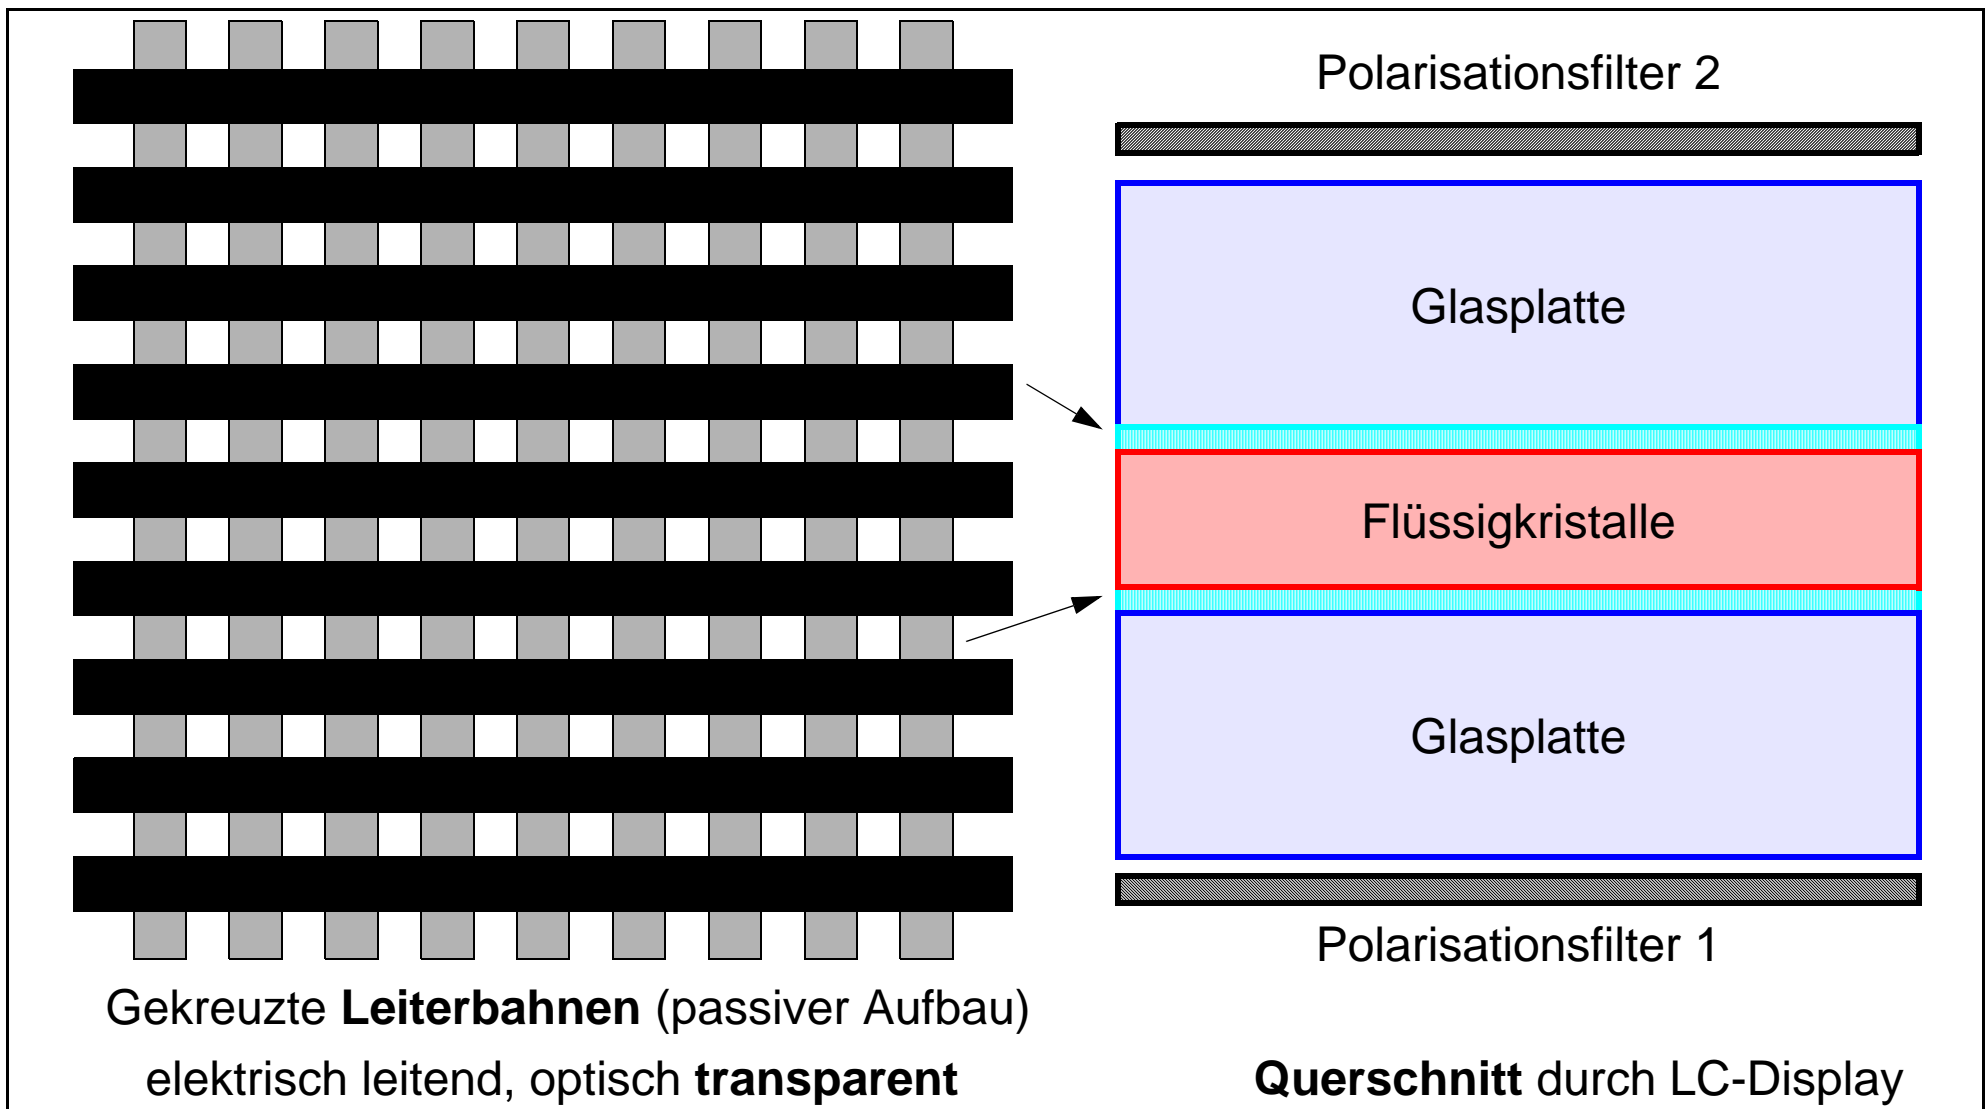 Polarisationsfilter 2
Glasplatte
Flüssigkristalle
Glasplatte
Polarisationsfilter 1
Gekreuzte Leiterbahnen (passiver Aufbau)
elektrisch leitend, optisch transparent
Querschnitt durch LC-Display